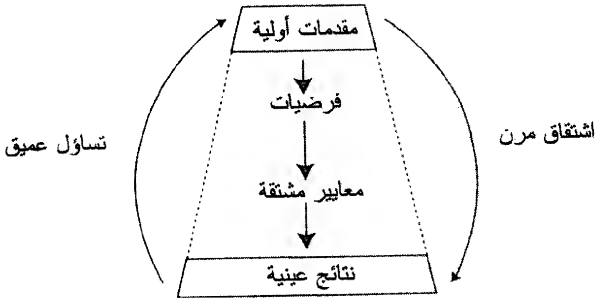 مقدمات أولية
فرضيات
اشتقاق مرن
تساؤل عميق
معايير مشتقة
نتائج عينية